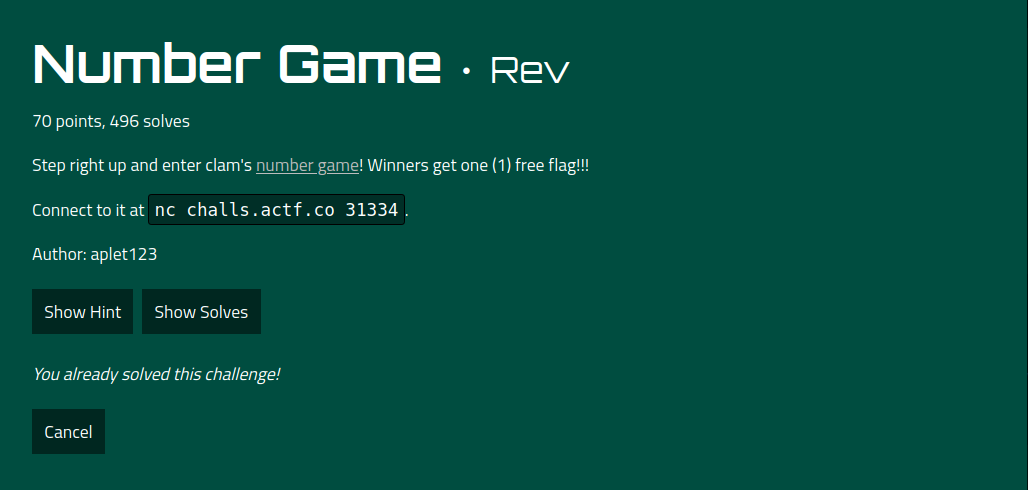 Number Game · Rev
70 points, 496 solves
Step right up and enter clam's number game! Winners get one (1) free flag!!!
Connect to it at nc challs.actf.co 31334.
Author: aplet123
Show Hint Show Solves
You already solved this challenge!
Cancel